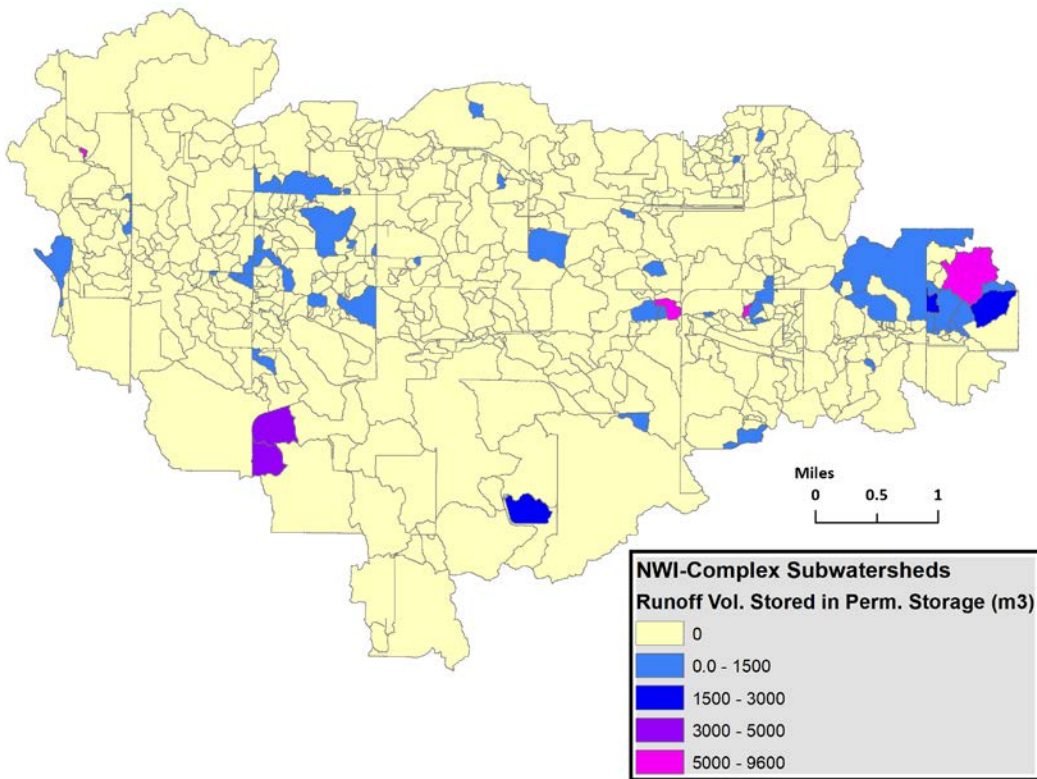 Miles
0 0.5 1
NWI-Complex Subwatersheds
Runoff Vol. Stored in Perm. Storage (m3)
0
0.0 - 1500
1500 - 3000
3000 - 5000
5000 - 9600